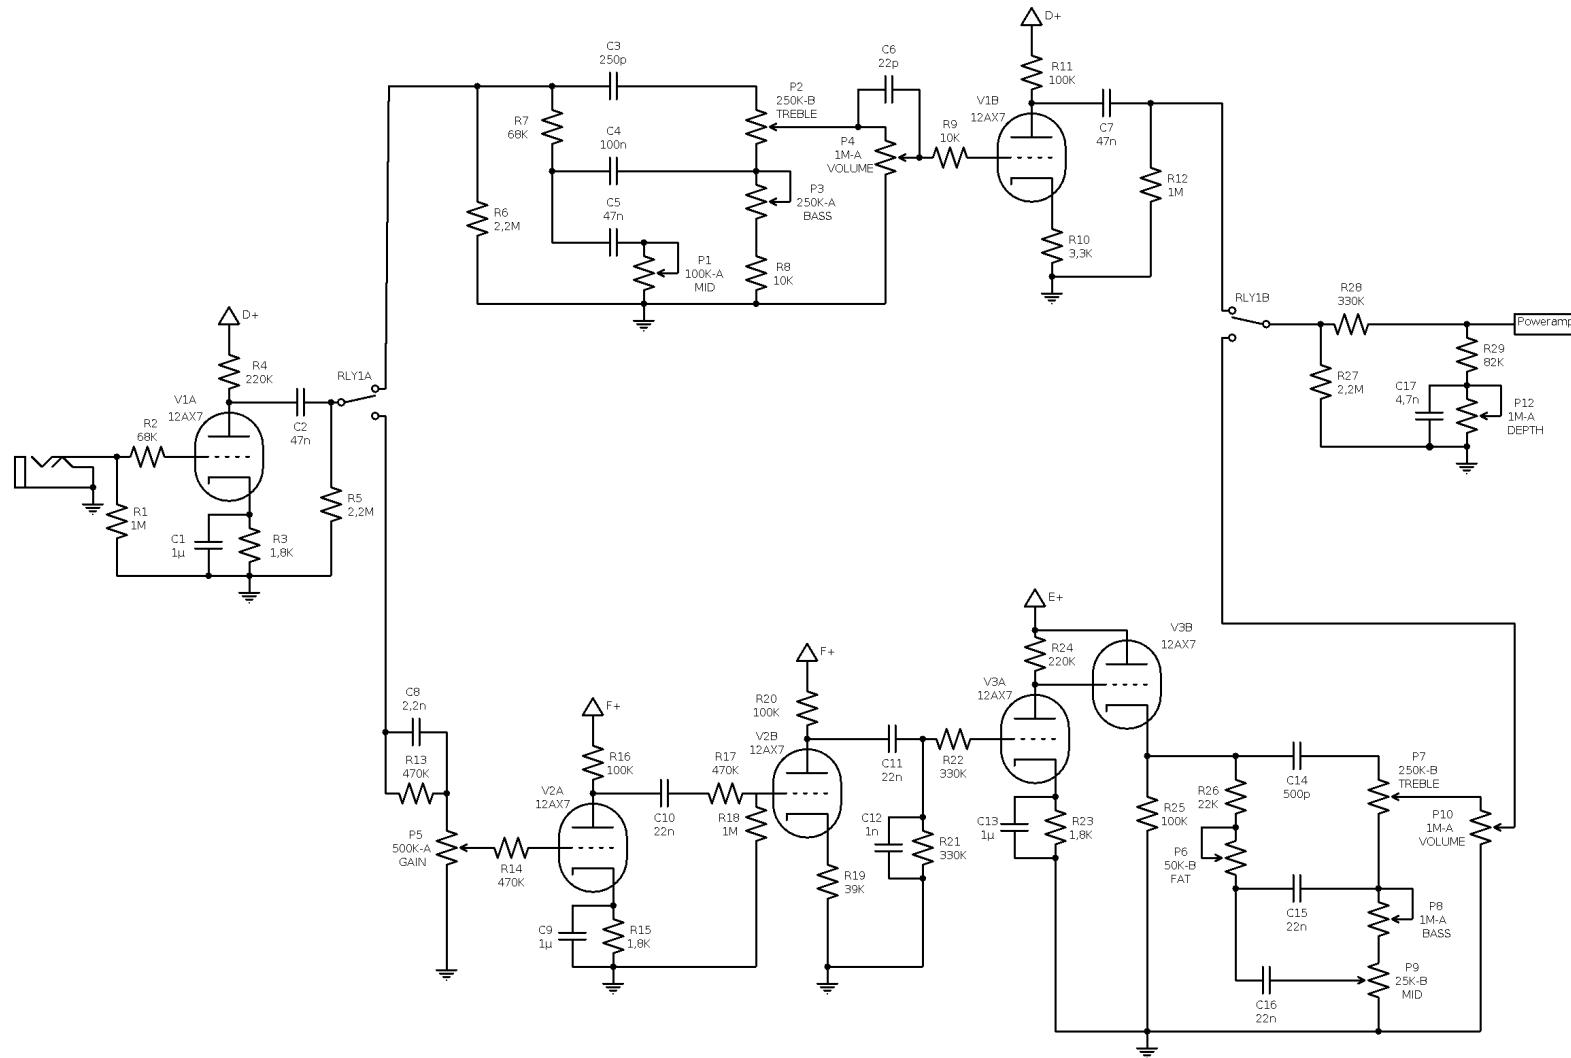 D+
C3
250p
C6
22p
R11
100K
P2
250K-B
TREBLE
V1B
12AX7
R7
68K
C4
100n
R9
10K
C7
47n
P4
1M-A
VOLUME
R12
1M
P3
250K-A
BASS
C5
47n
R6
2,2M
R10
3,3K
P1
100K-A
MID
R8
10K
RLY1B
R28
330K
D+
Poweramp
R29
82K
R4
220K
RLY1A
R27
2,2M
C17
4,7n
P12
1M-A
DEPTH
V1A
12AX7
C2
47n
R2
68K
R5
2,2M
R1
1M
C1
1µ
R3
1,8K
E+
V3B
12AX7
R24
220K
F+
V3A
12AX7
C8
2,2n
F+
R20
100K
V2B
12AX7
R16
100K
R17
470K
R13
470K
C11
22n
R22
330K
P7
250K-B
TREBLE
C14
500p
R26
22K
V2A
12AX7
C10
22n
R18
1M
C12
1n
C13
1µ
R23
1,8K
R25
100K
P10
1M-A
VOLUME
P5
500K-A
GAIN
R14
470K
R21
330K
P6
50K-B
FAT
R19
39K
C15
22n
P8
1M-A
BASS
C9
1µ
R15
1,8K
P9
25K-B
MID
C16
22n